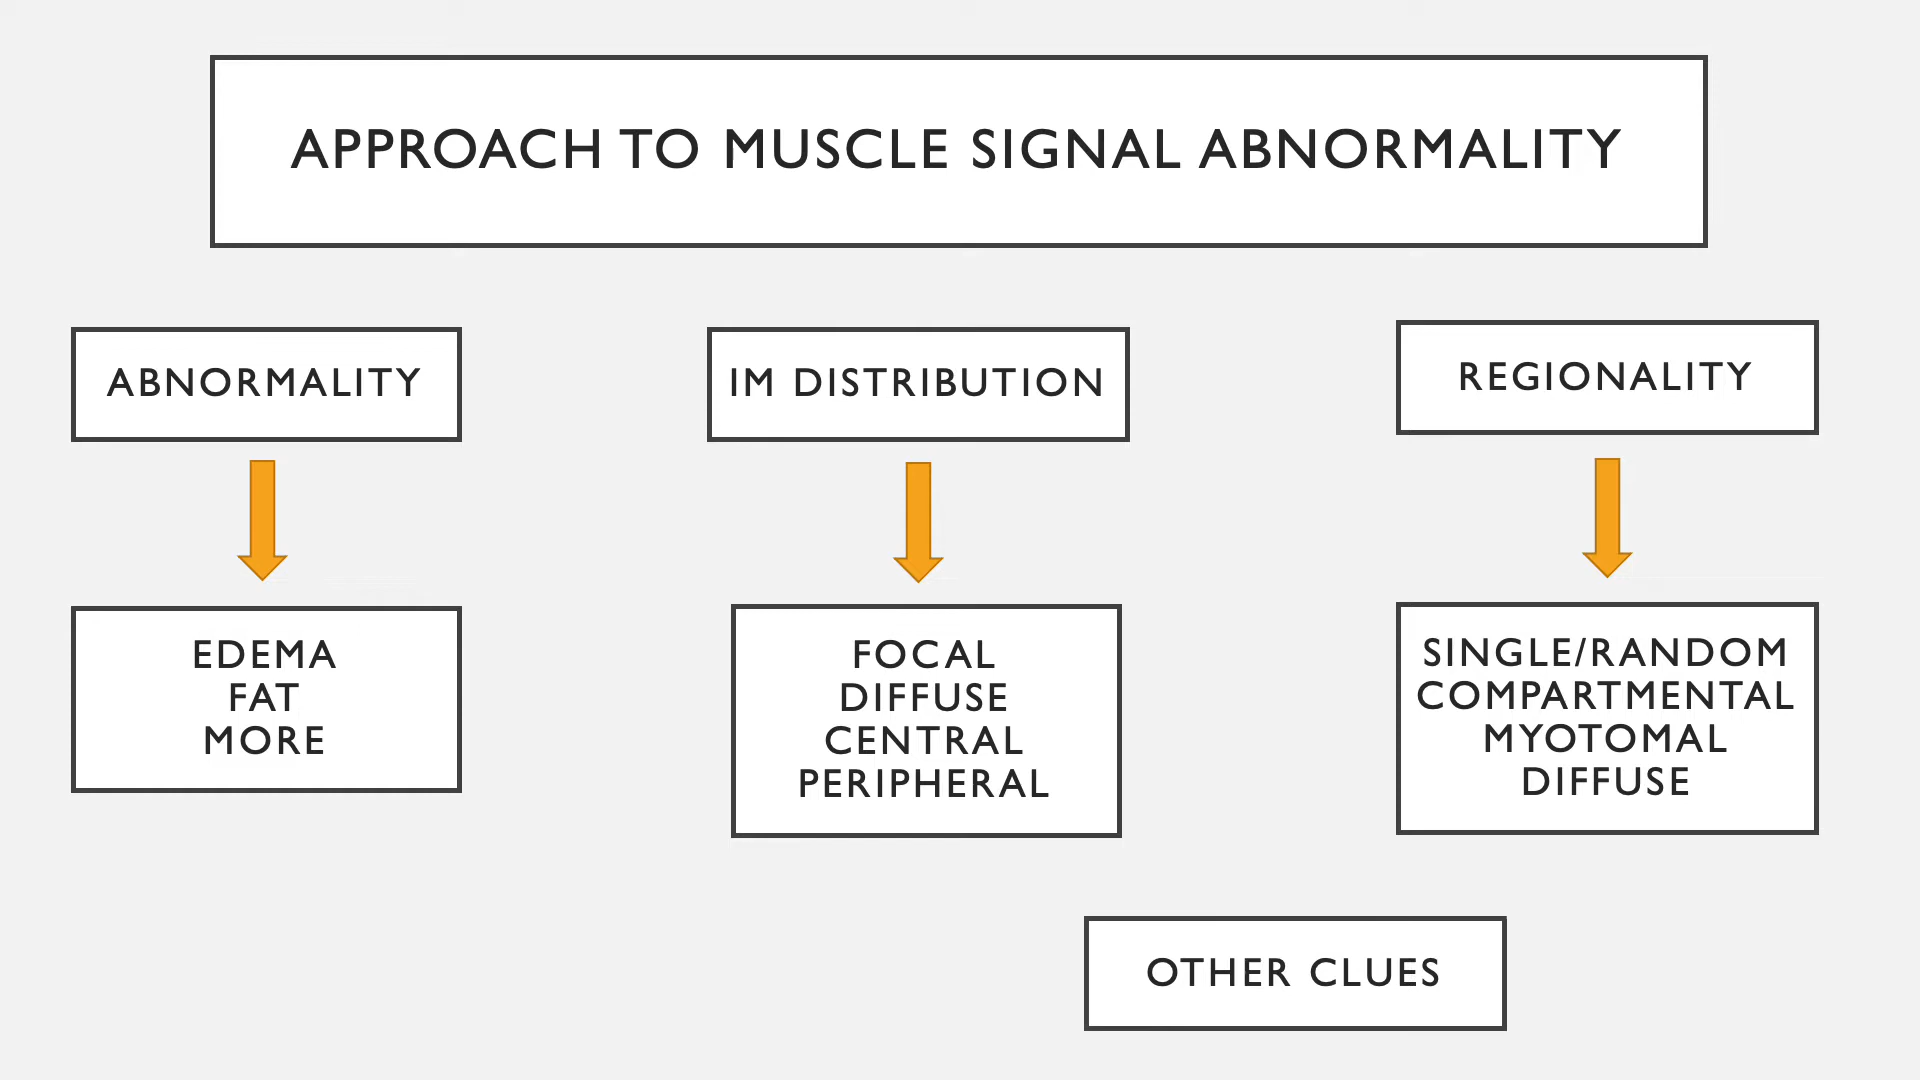 APPROACH TO MUSCLE SIGNAL ABNORMALITY
ABNORMALITY
EDEMA
FAT
MORE
IM DISTRIBUTION
FOCAL
DIFFUSE
CENTRAL
PERIPHERAL
REGIONALITY
SINGLE/RANDOM
COMPARTMENTAL
MYOTOMAL
DIFFUSE
OTHER CLUES